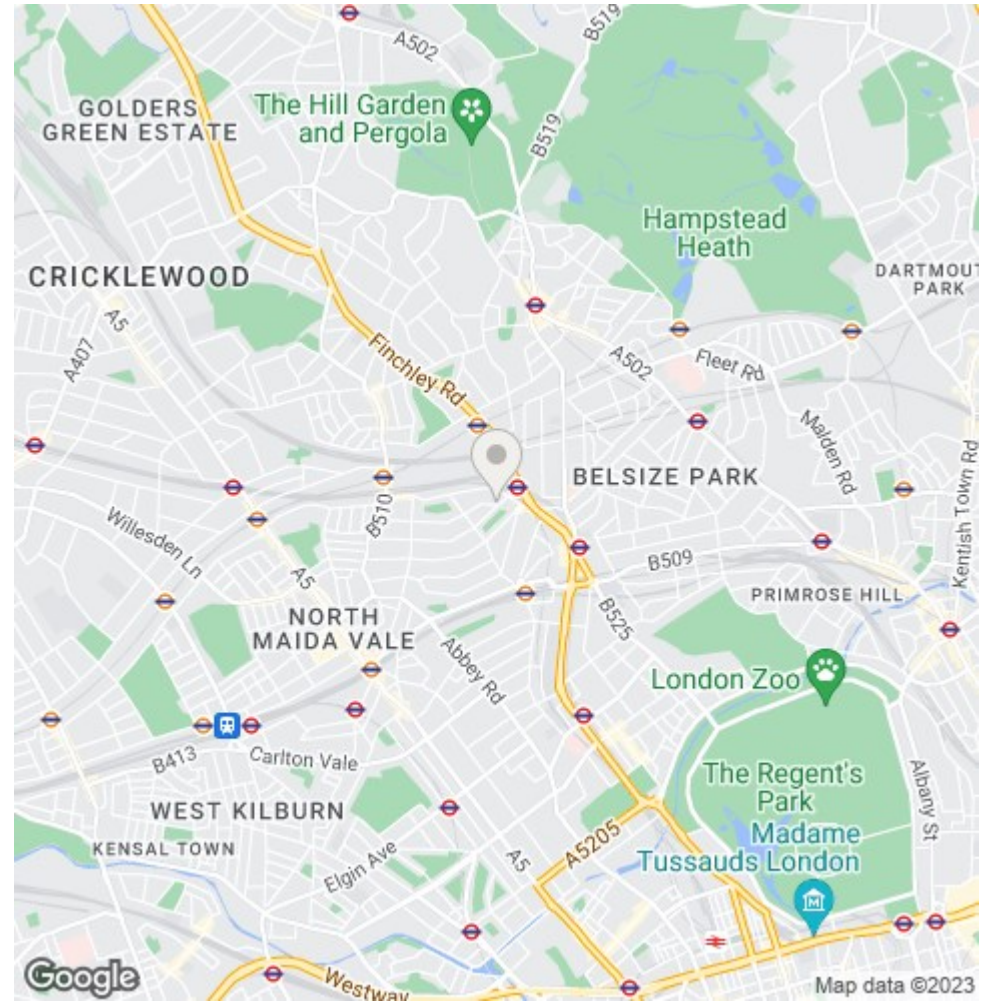 A502
B519
GOLDERS
GREEN ESTATE
The Hill Garden
and Pergola
B519
Hampstead
Heath
CRICKLEWOOD
DARTMOUT
PARK
A5
A407
Finchley Rd
A502
Fleet Rd
Malden Rd
BELSIZE PARK
B510
Kentish Town Rd
Willesden Ln
A5
B509
PRIMROSE HILL
NORTH
MAIDA VALE
B525
Abbey Rd
London Zoo
B413
Carlton Vale
The Regent's
Park
Albany St
WEST KILBURN
Madame
Tussauds London
KENSAL TOWN
A5205
Elgin Ave
A5
M
Westway
Google
Map data ©2023